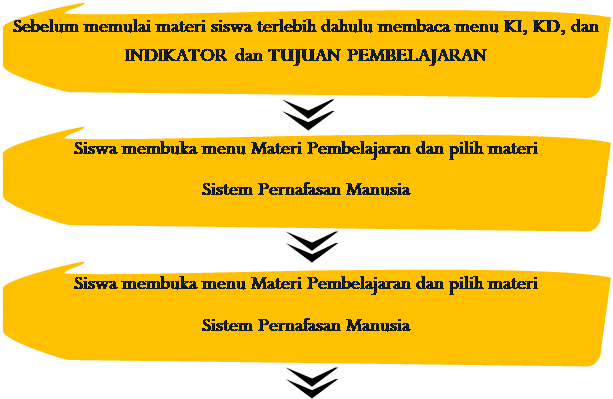 Sebelum memulai materi siswa terlebih dahulu membaca menu KI, KD, dan
INDIKATOR dan TUJUAN PEMBELAJARAN
Siswa membuka menu Materi Pembelajaran dan pilih materi
Sistem Pernafasan Manusia
Siswa membuka menu Materi Pembelajaran dan pilih materi
Sistem Pernafasan Manusia